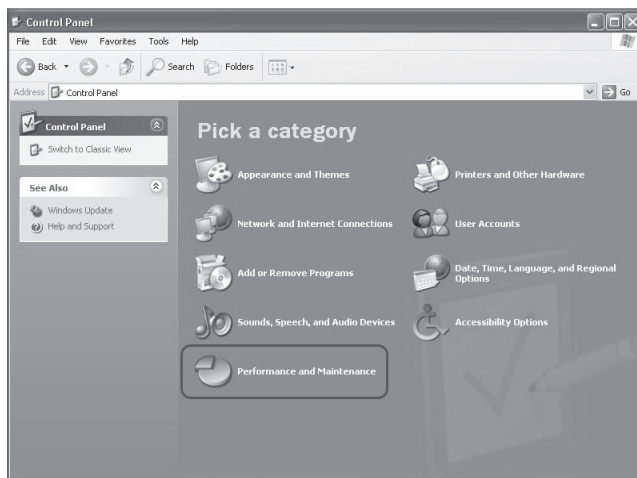 Control Panel
File Edit View Favorites Tools Help
Back Search Folders
Address Control Panel Go
Control Panel
Switch to Classic View
See Also
Windows Update
Help and Support
Pick a category
Appearance and Themes
Printers and Other Hardware
Network and Internet Connections
User Accounts
Add or Remove Programs
Date, Time, Language, and Regional
Options
Sounds, Speech, and Audio Devices
Accessibility Options
Performance and Maintenance